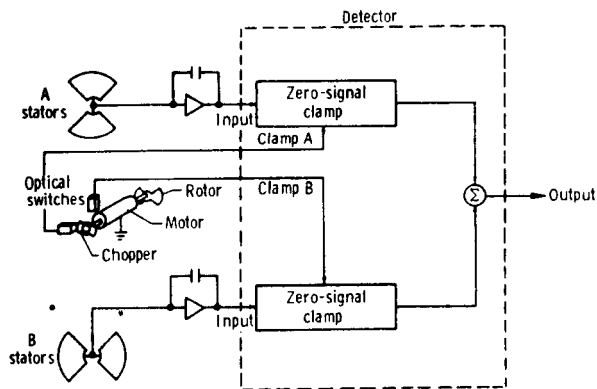 Detector
A
stators
Input
Zero-signal
clamp
Clamp A
Optical
switches
Rotor
Motor
Chopper
Clamp B
Σ
Output
Input
Zero-signal
clamp
B
stators